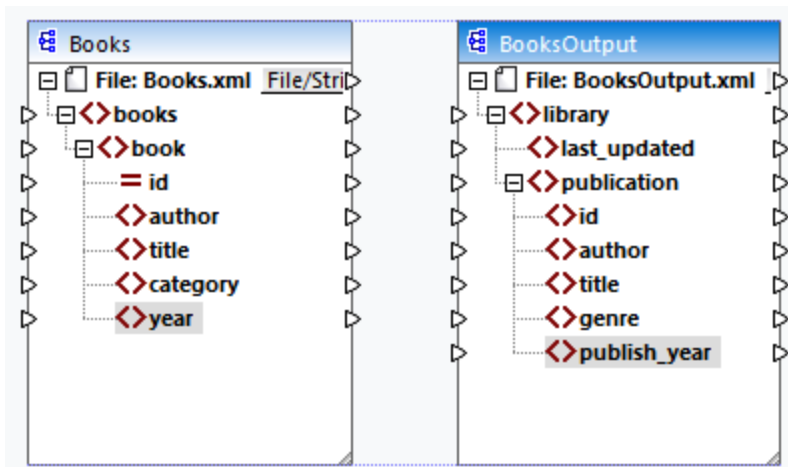 Books
File: Books.xml File/Stri
books
book
id
author
title
category
year
BooksOutput
File: BooksOutput.xml
library
last_updated
publication
id
author
title
genre
publish_year